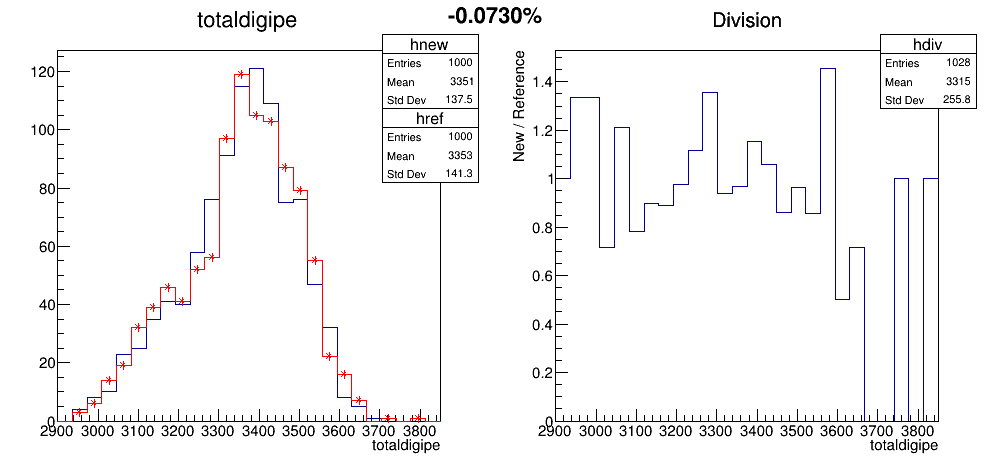 -0.0730%
totaldigipe
hnew
Entries 1000
Mean 3351
Std Dev 137.5
href
Entries 1000
Mean 3353
Std Dev 141.3
120
100
80
60
40
20
0
2900 3000 3100 3200 3300 3400 3500 3600 3700 3800
totaldigipe
Division
hdiv
Entries 1028
Mean 3315
Std Dev 255.8
New / Reference
1.4
1.2
1
0.8
0.6
0.4
0.2
0
2900 3000 3100 3200 3300 3400 3500 3600 3700 3800
totaldigipe